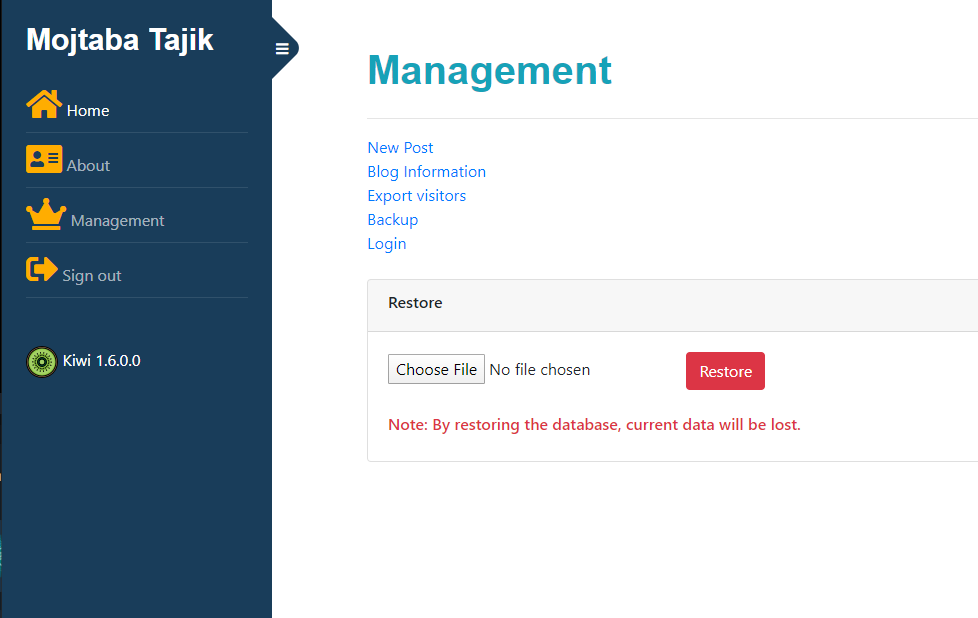 Mojtaba Tajik
Home
About
Management
Sign out
Kiwi 1.6.0.0
Management
New Post
Blog Information
Export visitors
Backup
Login
Restore
Choose File No file chosen Restore
Note: By restoring the database, current data will be lost.